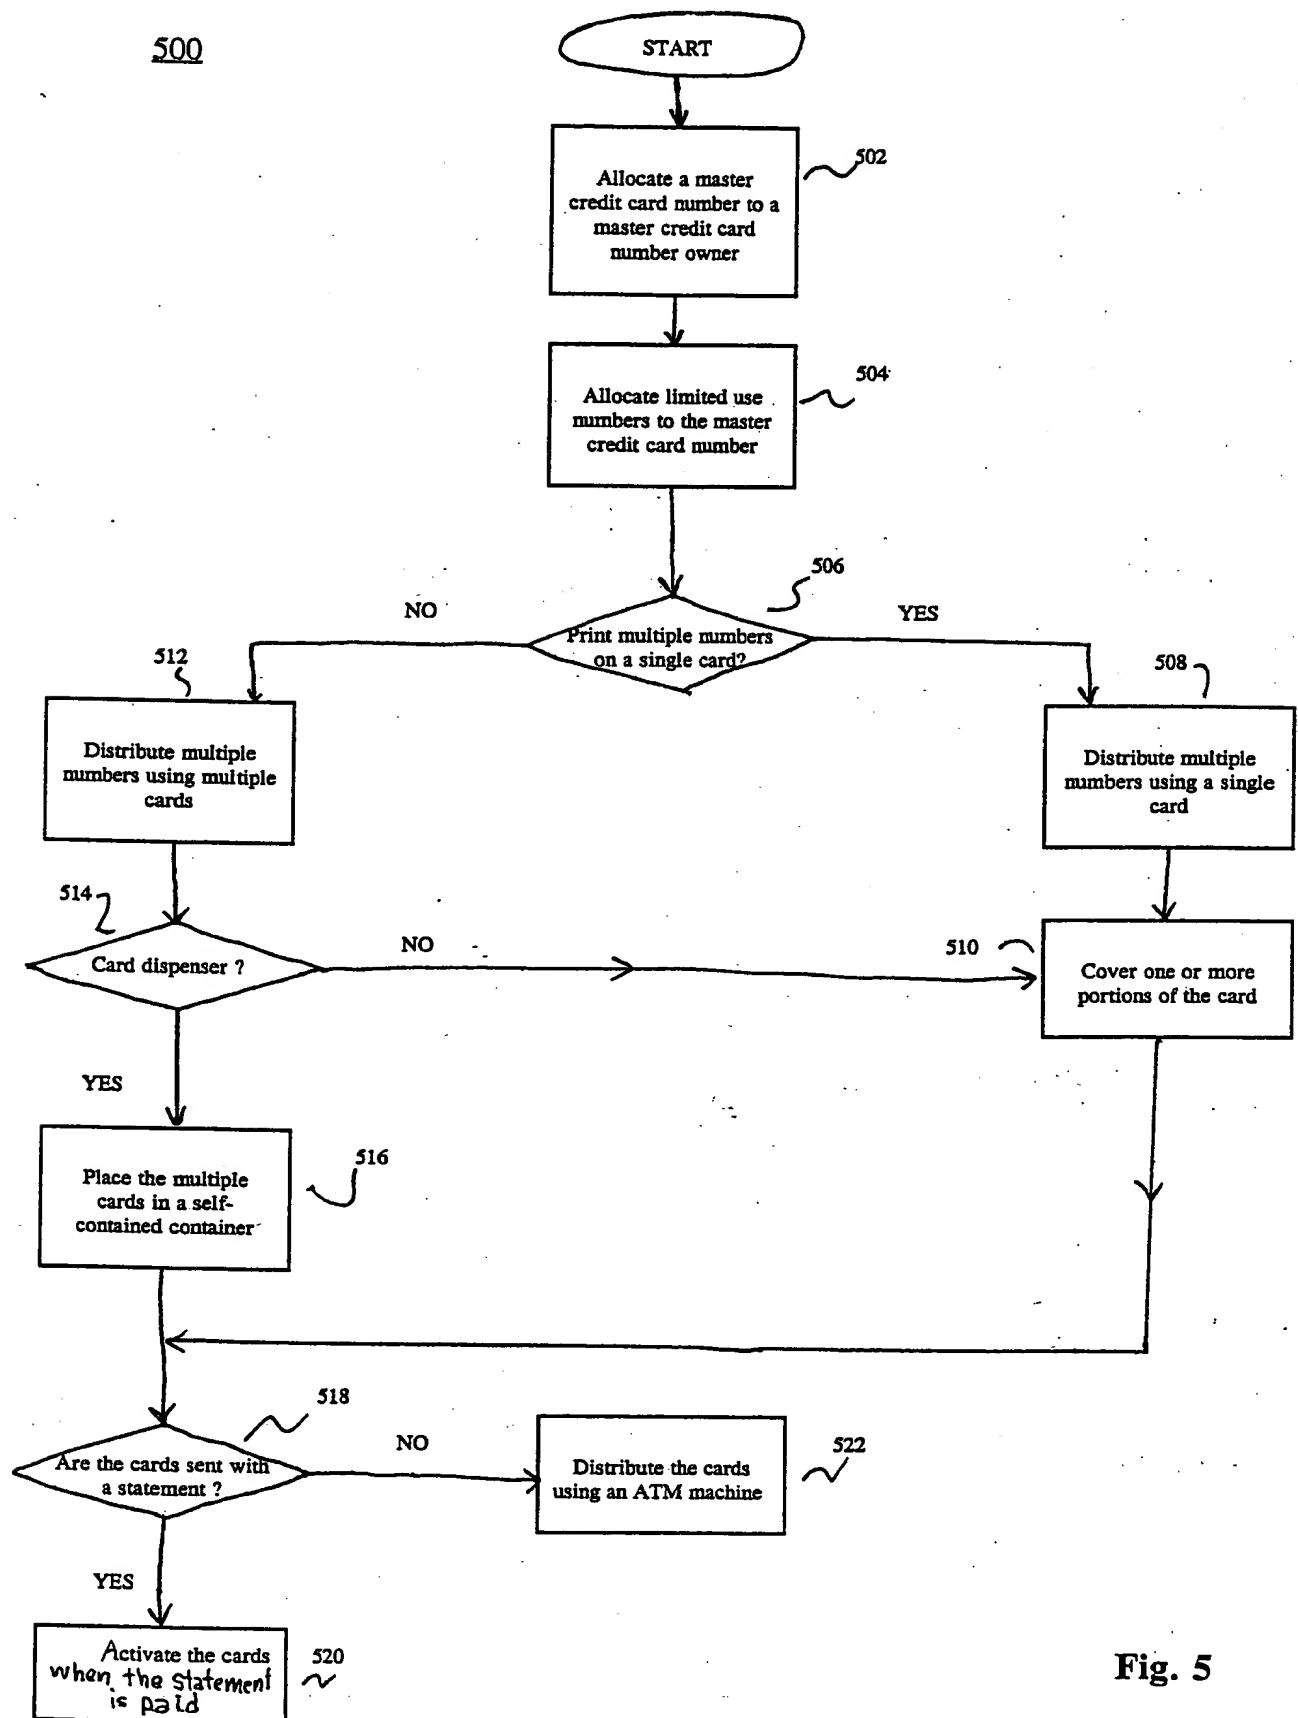 500
START
502
Allocate a master
credit card number to a
master credit card
number owner
504
Allocate limited use
numbers to the master
credit card number
506
NO
YES
Print multiple numbers
on a single card?
512
508
Distribute multiple
numbers using multiple
cards
Distribute multiple
numbers using a single
card
514
NO
510
Card dispenser ?
Cover one or more
portions of the card
YES
516
Place the multiple
cards in a self-
contained container
518
NO
Are the cards sent with
a statement ?
522
Distribute the cards
using an ATM machine
YES
520
Activate the cards
when the statement
is paid
Fig. 5